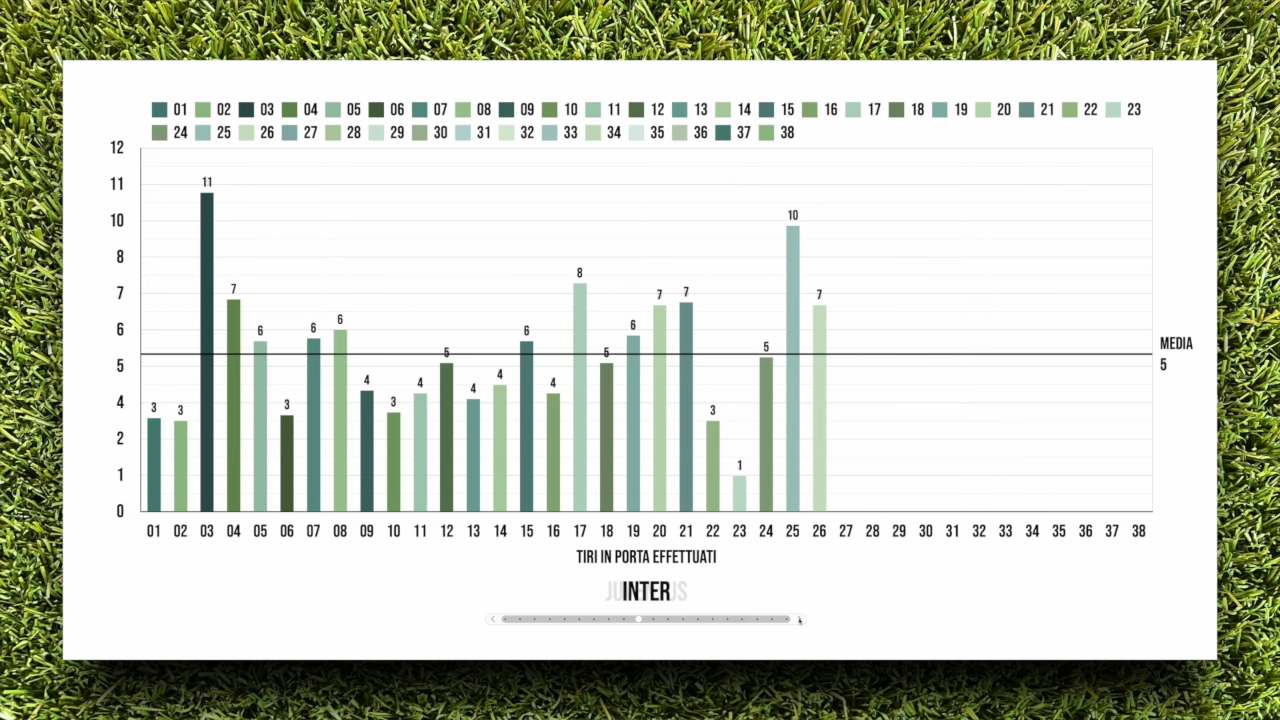 01 02 03 04 05 06 07 08 09 10 11 12 13 14 15 16 17 18 19 20 21 22 23
24 25 26 27 28 29 30 31 32 33 34 35 36 37 38
12
11
10
8
7
6
5
4
2
1
0
3 3 11 7 6 3 6 6 4 3 4 5 4 4 6 4 8 5 6 7 7 3 1 5 10 7
MEDIA
5
01 02 03 04 05 06 07 08 09 10 11 12 13 14 15 16 17 18 19 20 21 22 23 24 25 26 27 28 29 30 31 32 33 34 35 36 37 38
TIRI IN PORTA EFFETTUATI
INTER